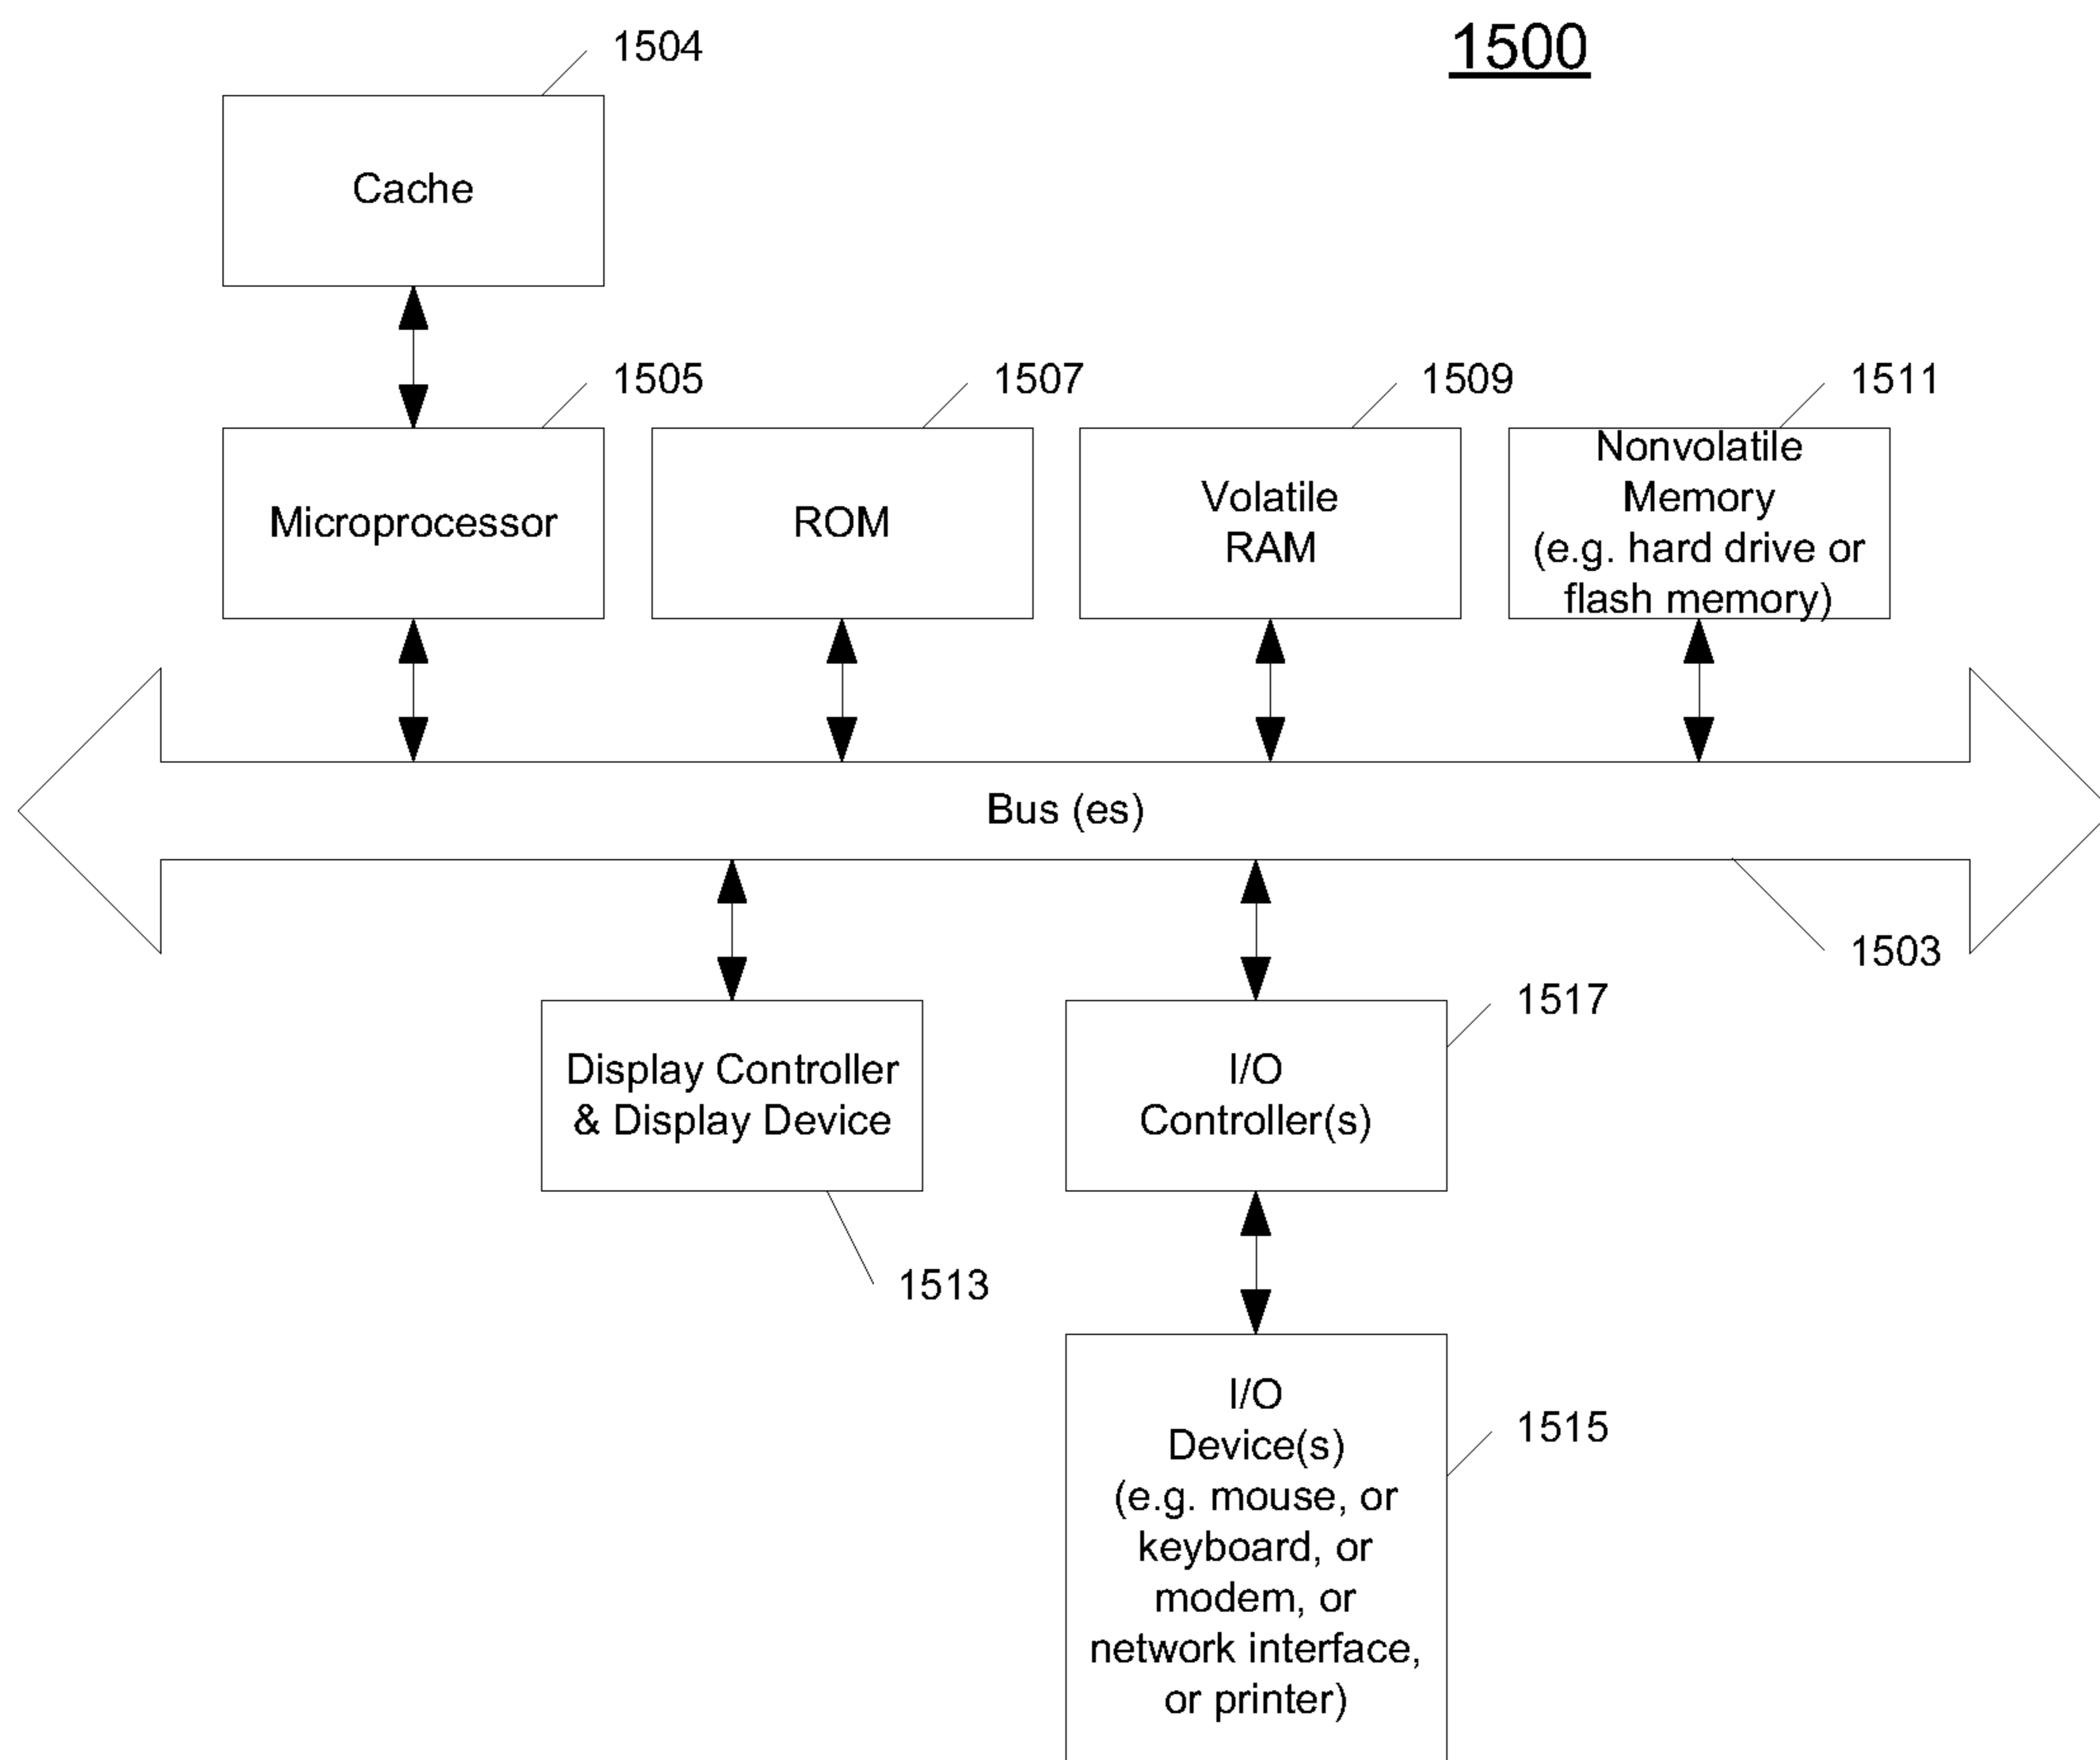 1500
1504
Cache
1505
1507
1509
1511
Microprocessor
ROM
Volatile
RAM
Nonvolatile
Memory
(e.g. hard drive or
flash memory)
Bus (es)
1503
Display Controller
& Display Device
1513
1517
I/O
Controller(s)
1515
I/O
Device(s)
(e.g. mouse, or
keyboard, or
modem, or
network interface,
or printer)